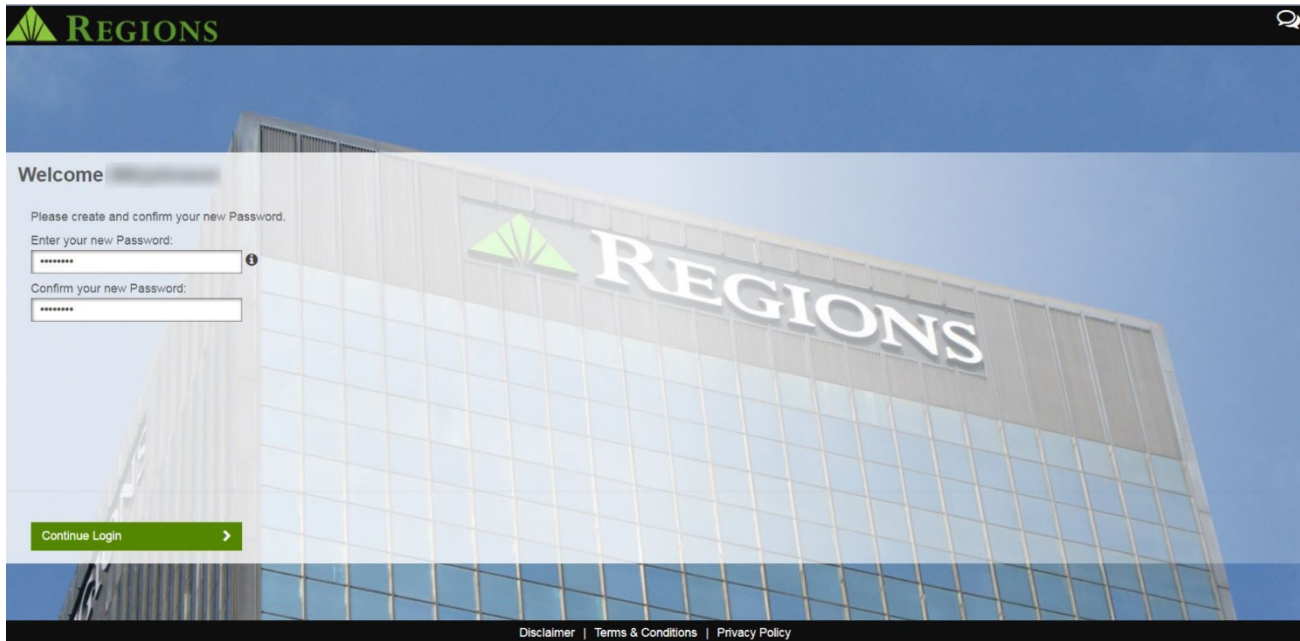 REGIONS
Welcome
Please create and confirm your new Password.
Enter your new Password:
••••••••
Confirm your new Password:
••••••••
REGIONS
Continue Login
Disclaimer | Terms & Conditions | Privacy Policy